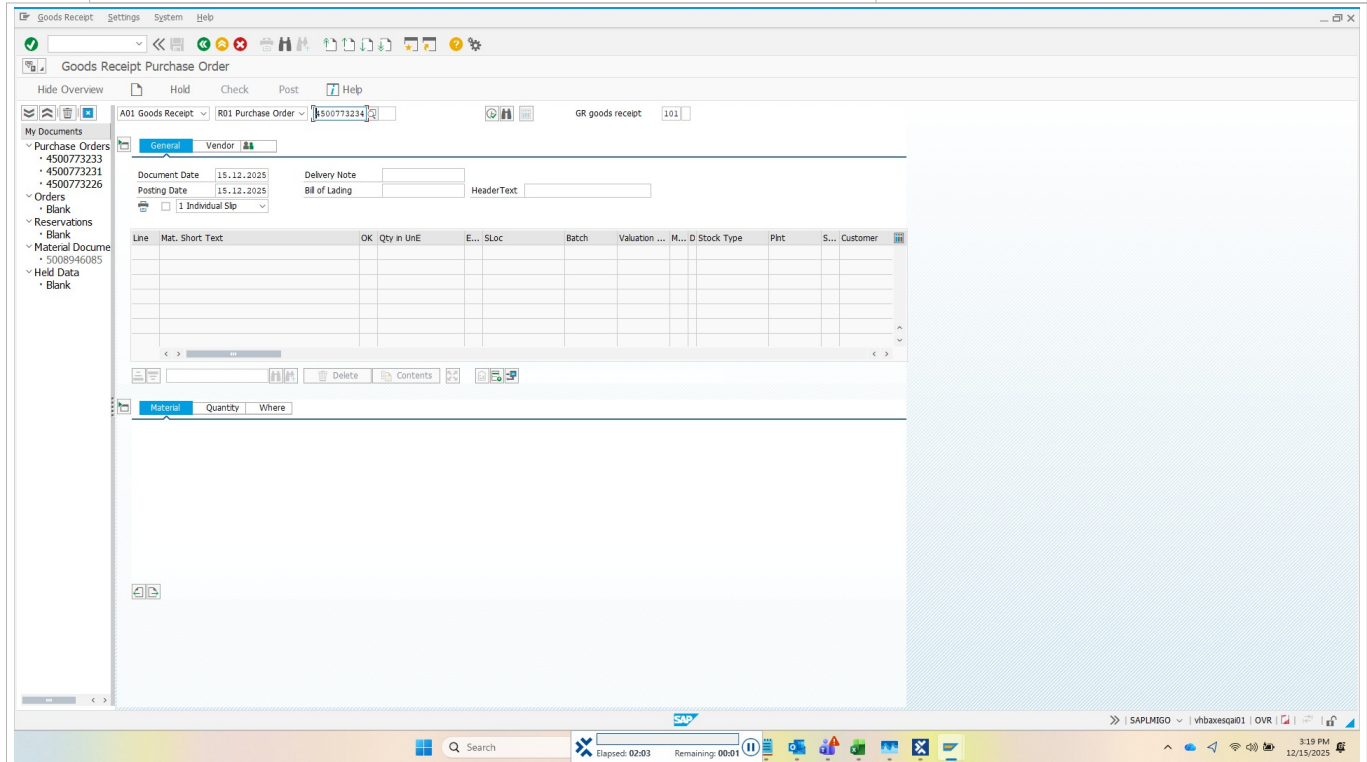 Goods Receipt Settings System Help
Goods Receipt Purchase Order
Hide Overview Hold Check Post Help
A01 Goods Receipt R01 Purchase Order 4500773234 GR goods receipt 101
My Documents
Purchase Orders
4500773233
4500773231
4500773226
Orders
Blank
Reservations
Blank
Material Docume
5008946085
Held Data
Blank
General Vendor
Document Date 15.12.2025 Delivery Note
Posting Date 15.12.2025 Bill of Lading HeaderText
1 Individual Slip
Line Mat. Short Text OK Qty in UnE E... SLoc Batch Valuation ... M... D Stock Type Plnt S... Customer
Delete Contents
Material Quantity Where
SAP
SAPLMIGO vhbaxesqai01 OVR
Search
Elapsed: 02:03 Remaining: 00:01
3:19 PM
12/15/2025